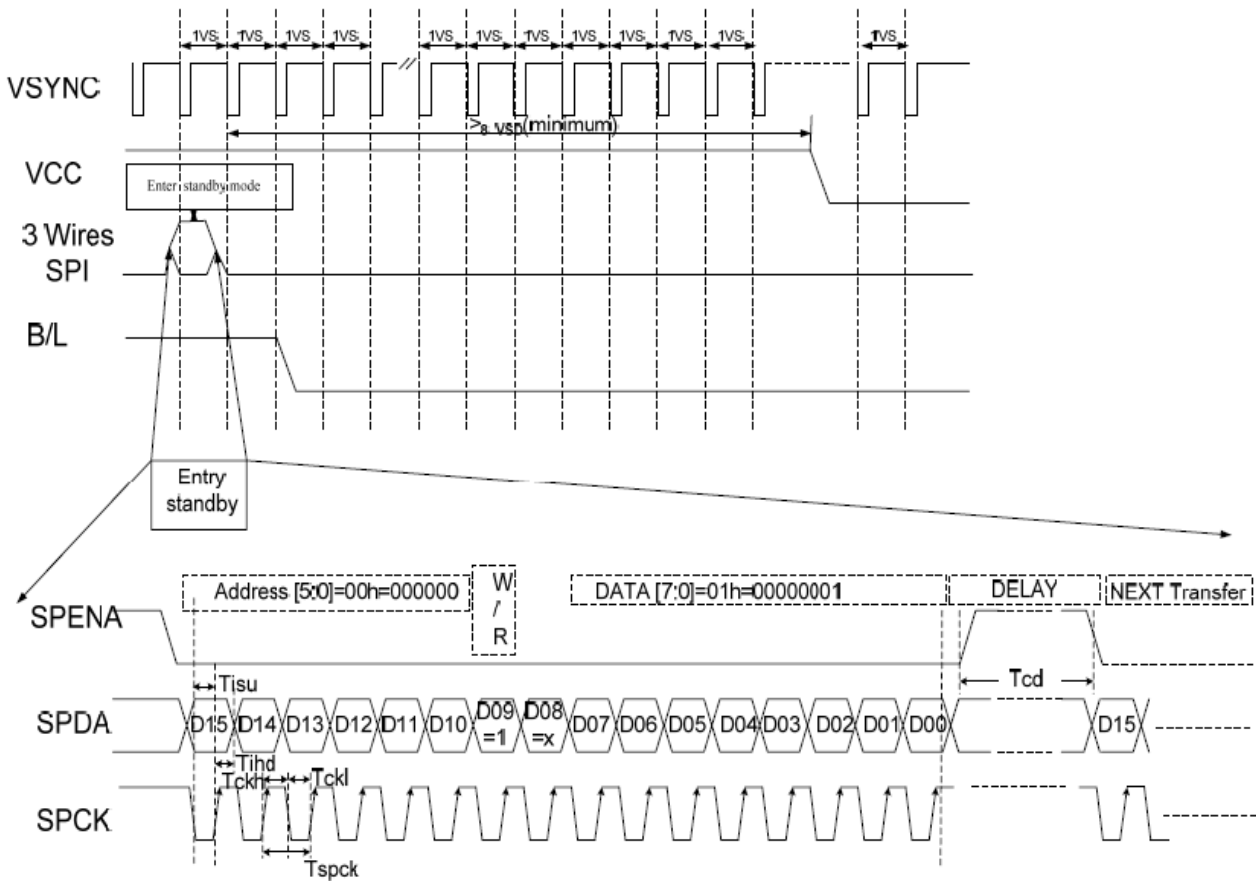 1VS 1VS 1VS 1VS 1VS 1VS 1VS 1VS 1VS 1VS 1VS 1VS
VSYNC
>8 VSD(minimum)
VCC
Enter standby mode
3 Wires
SPI
B/L
Entry
standby
Address [5:0]=00h=000000
W
/
R
DATA [7:0]=01h=00000001
DELAY
NEXT Transfer
SPENA
Tisu
Tcd
SPDA
D15 D14 D13 D12 D11 D10 D09 =1 D08 =x D07 D06 D05 D04 D03 D02 D01 D00 D15
Tihd
Tckh
Tckl
SPCK
Tspck